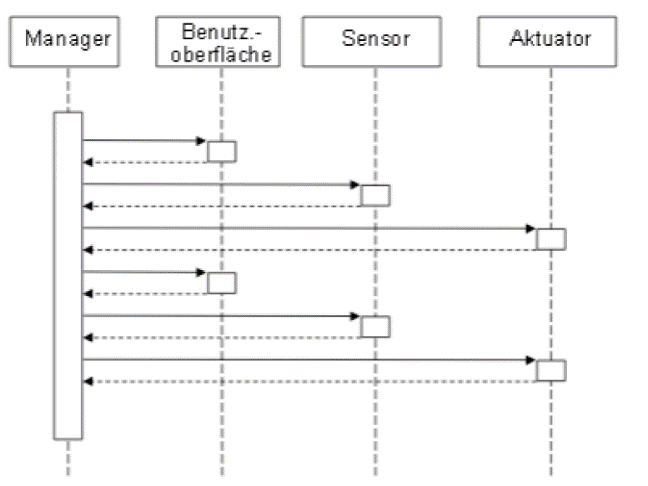 Manager
Benutz.-
oberfläche
Sensor
Aktuator